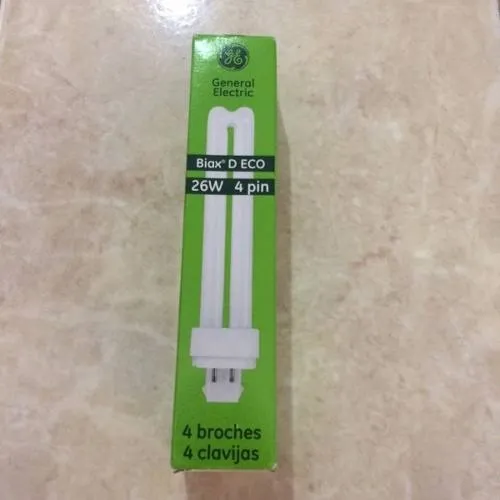 GE
General
Electric
Biax® D ECO
26W 4 pin
4 broches
4 clavijas